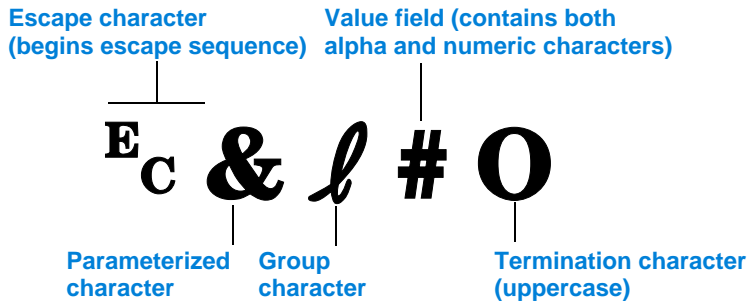 Escape character
(begins escape sequence)
Value field (contains both
alpha and numeric characters)
EC & ℓ # O
Parameterized
character
Group
character
Termination character
(uppercase)